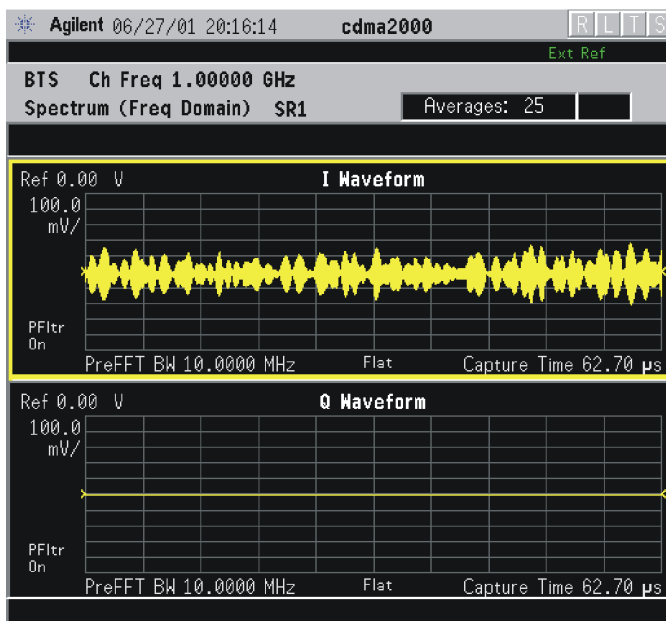 Agilent 06/27/01 20:16:14 cdma2000 R L T S
Ext Ref
BTS Ch Freq 1.00000 GHz
Spectrum (Freq Domain) SR1 Averages: 25
Ref 0.00 V I Waveform
100.0
mV/
PFltr
On
PreFFT BW 10.0000 MHz Flat Capture Time 62.70 µs
Ref 0.00 V Q Waveform
100.0
mV/
PFltr
On
PreFFT BW 10.0000 MHz Flat Capture Time 62.70 µs